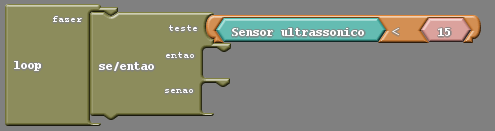 fazer
loop
se/entao
teste
Sensor ultrassonico < 15
entao
senao